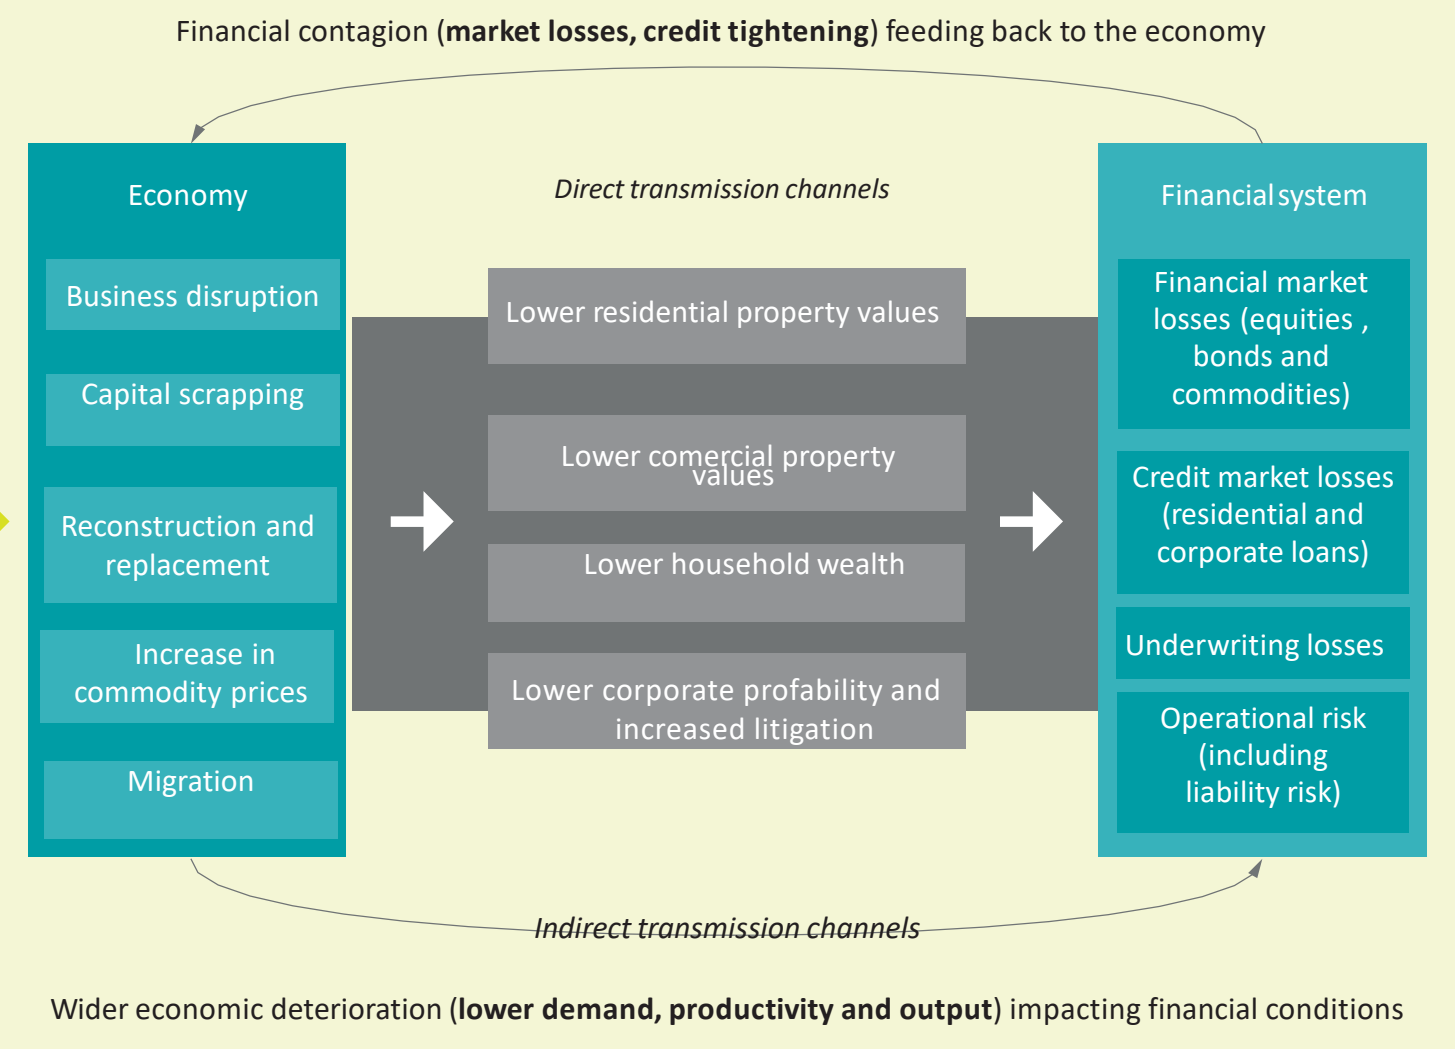 Financial contagion (market losses, credit tightening) feeding back to the economy
Economy
Business disruption
Capital scrapping
Reconstruction and
replacement
Increase in
commodity prices
Migration
Direct transmission channels
Lower residential property values
Lower comercial property
values
Lower household wealth
Lower corporate profability and
increased litigation
Financial system
Financial market
losses (equities ,
bonds and
commodities)
Credit market losses
(residential and
corporate loans)
Underwriting losses
Operational risk
(including
liability risk)
Indirect transmission channels
Wider economic deterioration (lower demand, productivity and output) impacting financial conditions